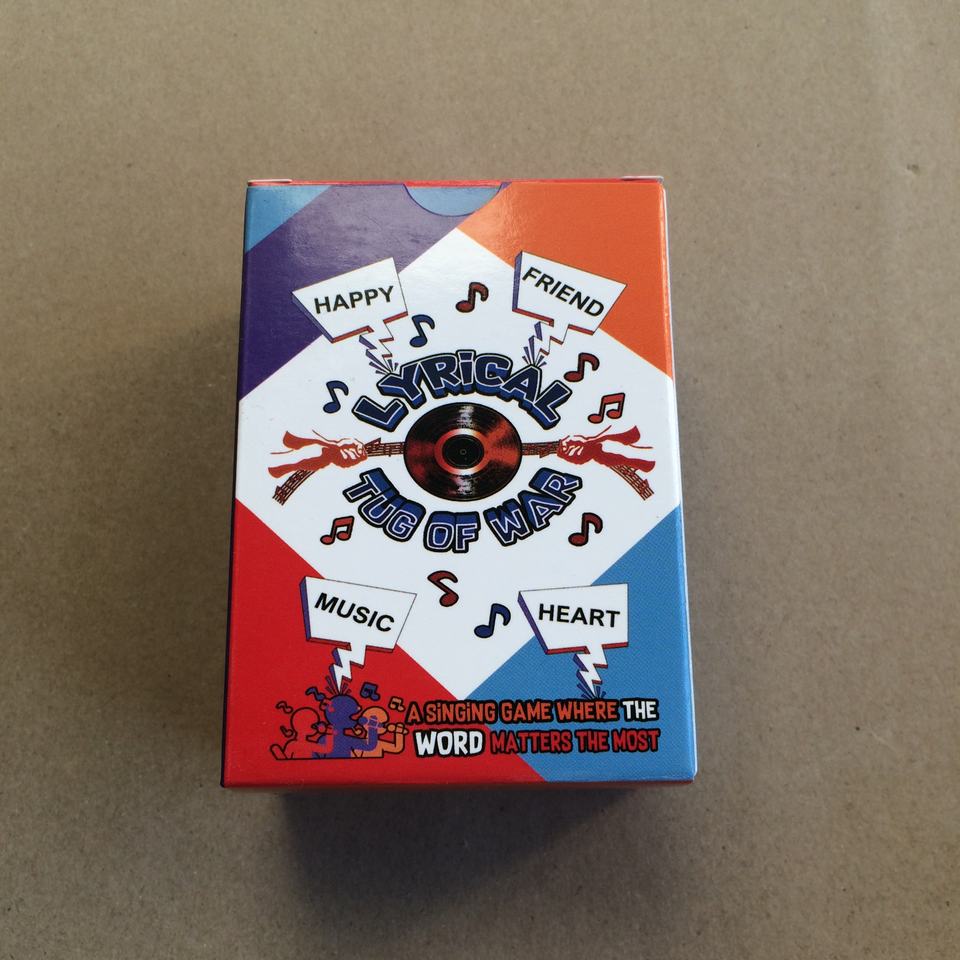 HAPPY
FRIEND
LYRiCAL
TUG OF WAR
MUSIC
HEART
A SiNGiNG GAME WHERE THE
WORD MATTERS THE MOST